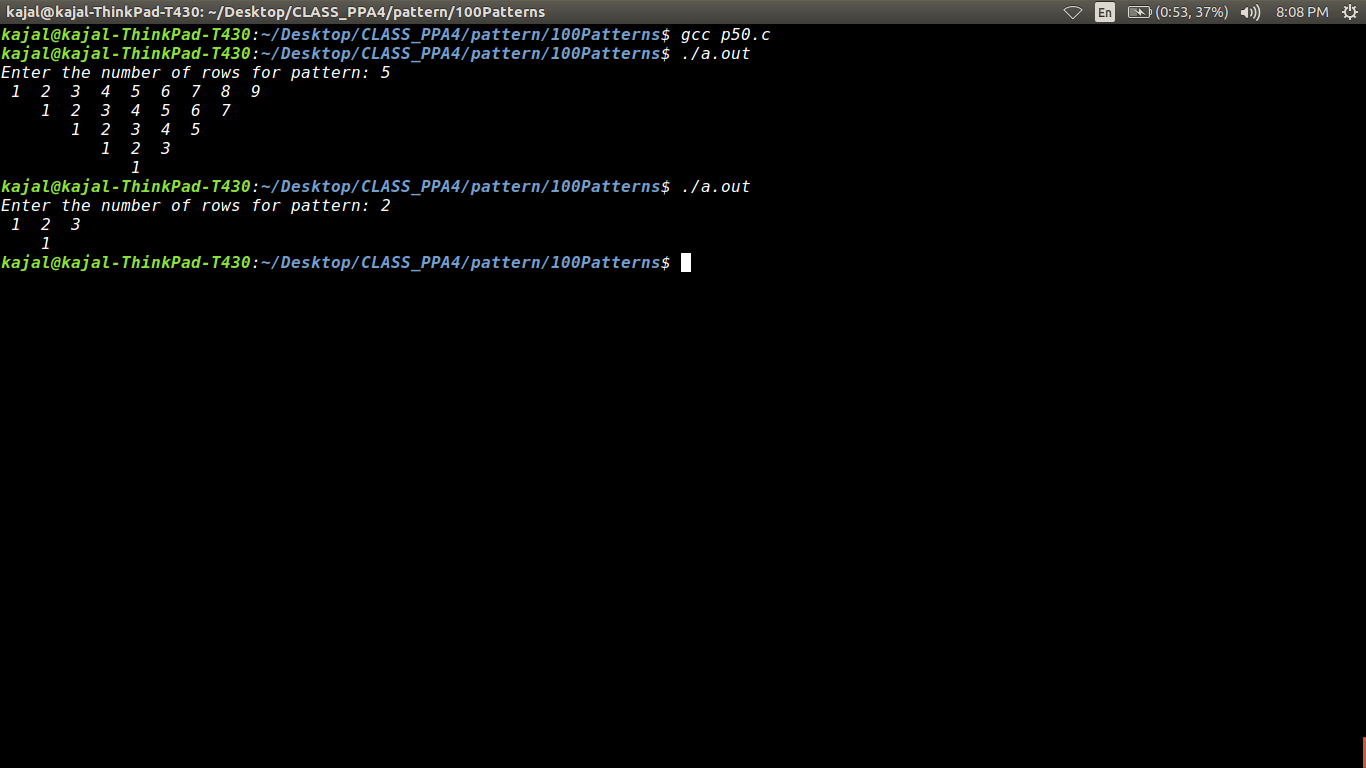 kajal@kajal-ThinkPad-T430: ~/Desktop/CLASS_PPA4/pattern/100Patterns En (0:53, 37%) 8:08 PM
kajal@kajal-ThinkPad-T430:~/Desktop/CLASS_PPA4/pattern/100Patterns$ gcc p50.c
kajal@kajal-ThinkPad-T430:~/Desktop/CLASS_PPA4/pattern/100Patterns$ ./a.out
Enter the number of rows for pattern: 5
 1  2  3  4  5  6  7  8  9
    1  2  3  4  5  6  7
       1  2  3  4  5
          1  2  3
             1
kajal@kajal-ThinkPad-T430:~/Desktop/CLASS_PPA4/pattern/100Patterns$ ./a.out
Enter the number of rows for pattern: 2
 1  2  3
    1
kajal@kajal-ThinkPad-T430:~/Desktop/CLASS_PPA4/pattern/100Patterns$